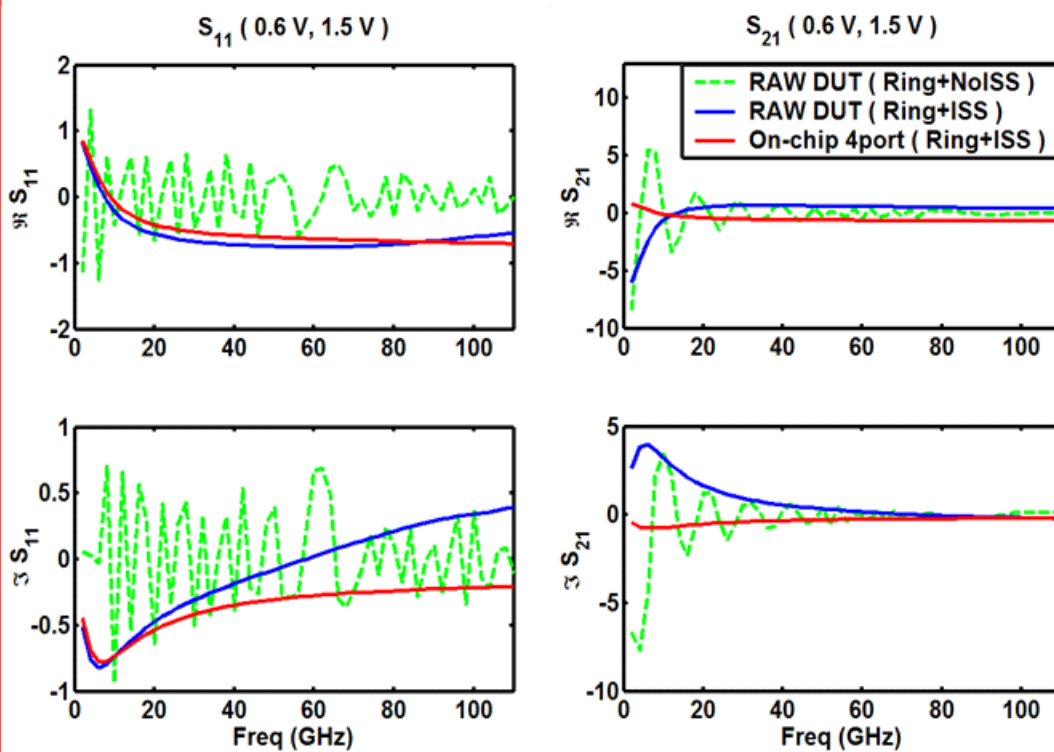 S11 ( 0.6 V, 1.5 V )
S21 ( 0.6 V, 1.5 V )
RAW DUT ( Ring+NoISS )
RAW DUT ( Ring+ISS )
On-chip 4port ( Ring+ISS )
ℜ S11
2
1
0
-1
-2
0 20 40 60 80 100
ℜ S21
10
5
0
-5
-10
0 20 40 60 80 100
ℑ S11
1
0.5
0
-0.5
-1
0 20 40 60 80 100
Freq (GHz)
ℑ S21
5
0
-5
-10
0 20 40 60 80 100
Freq (GHz)